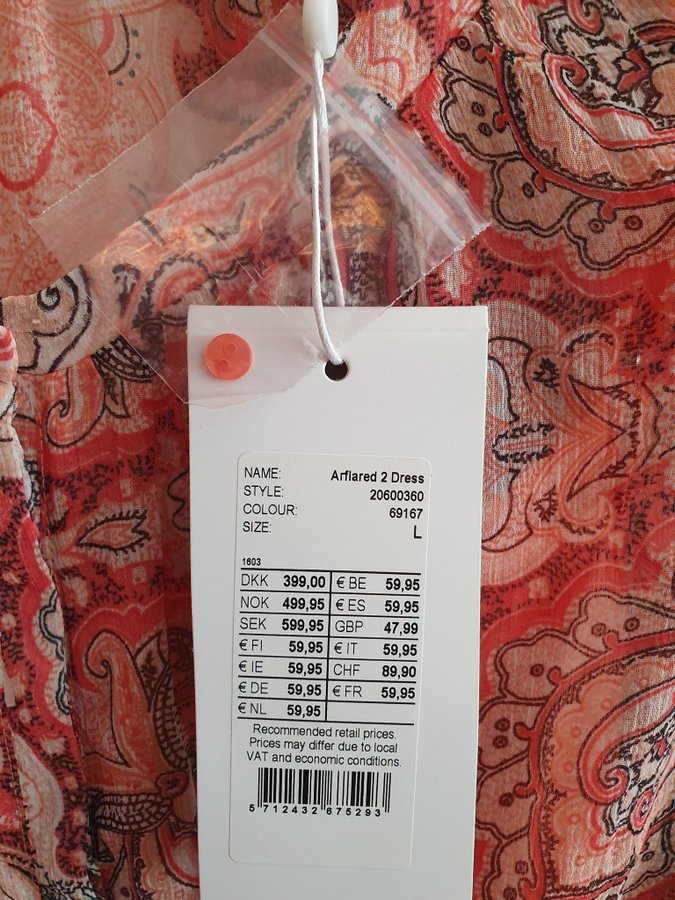 NAME: Arflared 2 Dress
STYLE: 20600360
COLOUR: 69167
SIZE: L
1603
DKK 399,00 € BE 59,95
NOK 499,95 € ES 59,95
SEK 599,95 GBP 47,99
€ FI 59,95 € IT 59,95
€ IE 59,95 CHF 89,90
€ DE 59,95 € FR 59,95
€ NL 59,95
Recommended retail prices.
Prices may differ due to local
VAT and economic conditions.
5 712432 675293